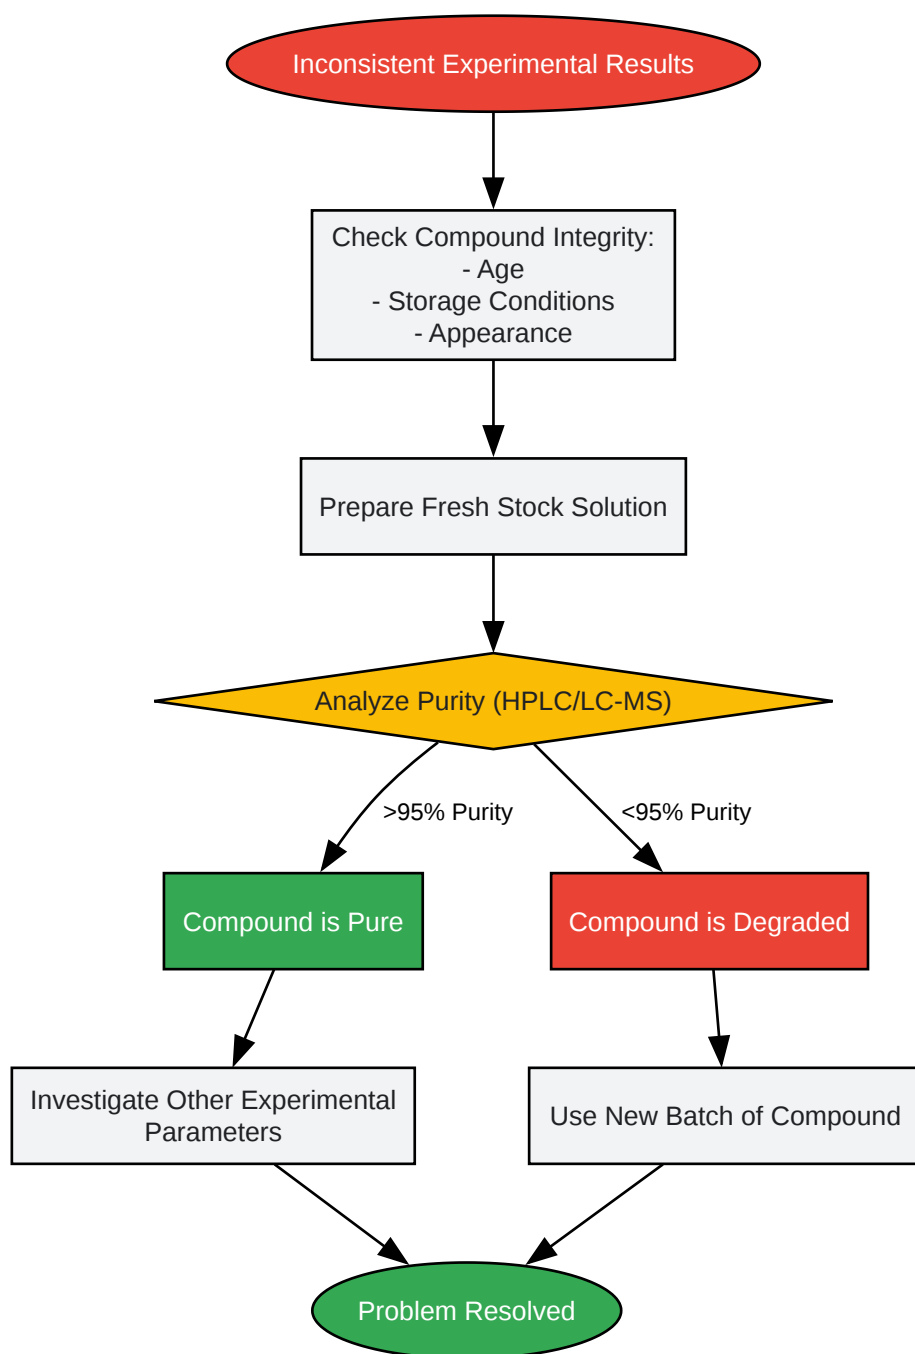 Inconsistent Experimental Results
Check Compound Integrity:
- Age
- Storage Conditions
- Appearance
Prepare Fresh Stock Solution
Analyze Purity (HPLC/LC-MS)
>95% Purity
<95% Purity
Compound is Pure
Compound is Degraded
Investigate Other Experimental
Parameters
Use New Batch of Compound
Problem Resolved